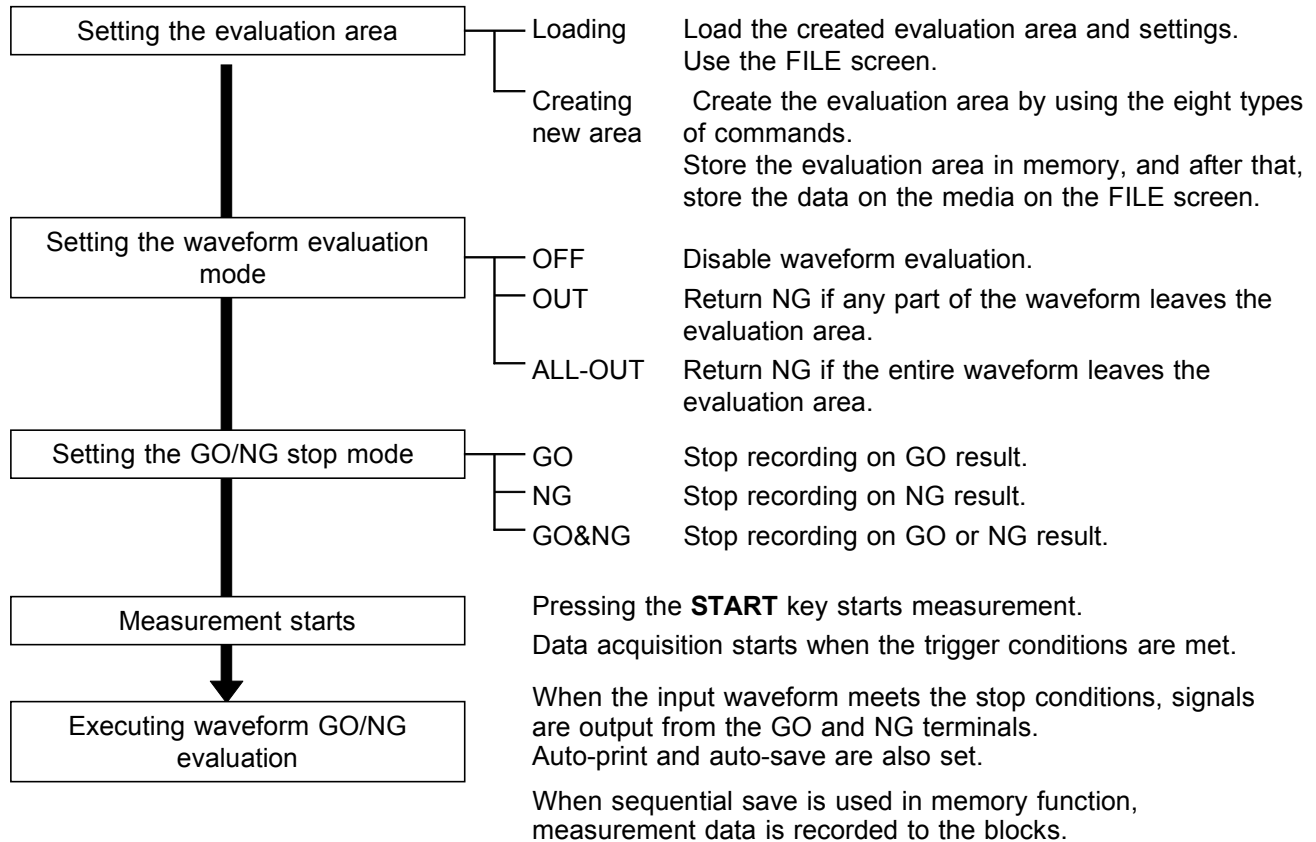 Setting the evaluation area
Loading Load the created evaluation area and settings.
Use the FILE screen.
Creating Create the evaluation area by using the eight types
new area of commands.
Store the evaluation area in memory, and after that,
store the data on the media on the FILE screen.
Setting the waveform evaluation
mode
OFF Disable waveform evaluation.
OUT Return NG if any part of the waveform leaves the
evaluation area.
ALL-OUT Return NG if the entire waveform leaves the
evaluation area.
Setting the GO/NG stop mode
GO Stop recording on GO result.
NG Stop recording on NG result.
GO&NG Stop recording on GO or NG result.
Measurement starts
Pressing the START key starts measurement.
Data acquisition starts when the trigger conditions are met.
Executing waveform GO/NG
evaluation
When the input waveform meets the stop conditions, signals
are output from the GO and NG terminals.
Auto-print and auto-save are also set.
When sequential save is used in memory function,
measurement data is recorded to the blocks.